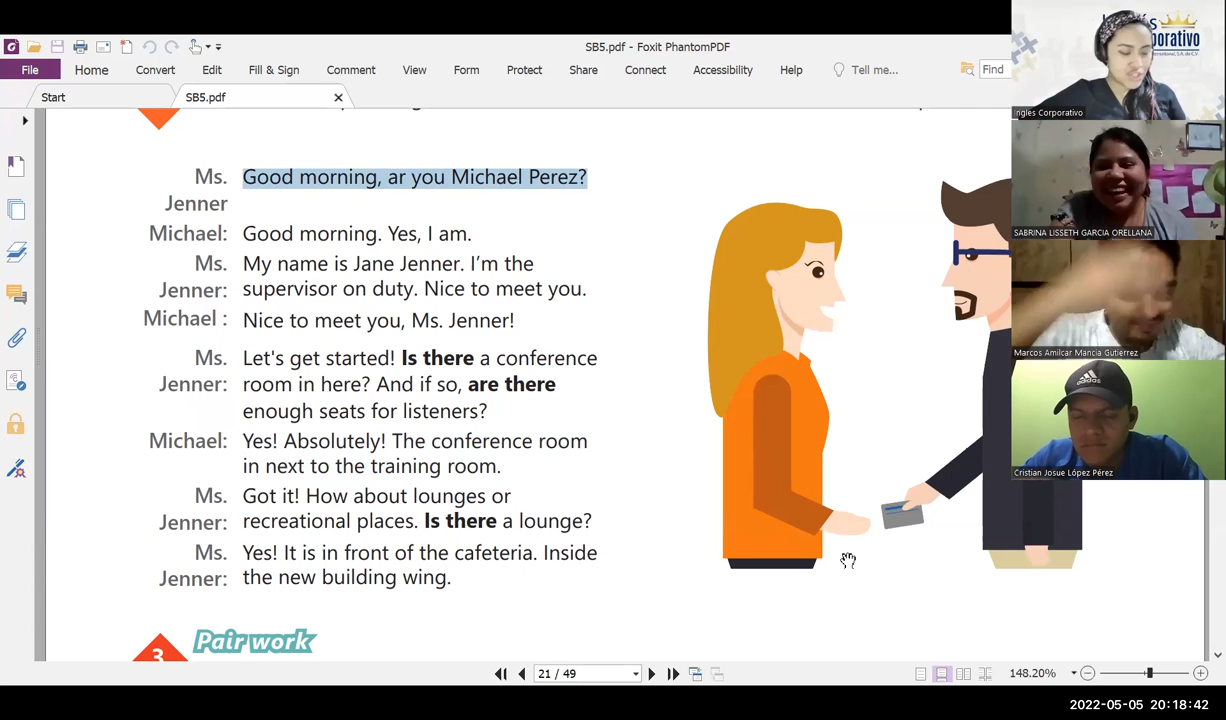 SB5.pdf - Foxit PhantomPDF
File Home Convert Edit Fill & Sign Comment View Form Protect Share Connect Accessibility Help Tell me... Find
Start SB5.pdf
Ms. Good morning, ar you Michael Perez?
Jenner
Michael: Good morning. Yes, I am.
Ms. My name is Jane Jenner. I'm the
Jenner: supervisor on duty. Nice to meet you.
Michael : Nice to meet you, Ms. Jenner!
Ms. Let's get started! Is there a conference
Jenner: room in here? And if so, are there
enough seats for listeners?
Michael: Yes! Absolutely! The conference room
in next to the training room.
Ms. Got it! How about lounges or
Jenner: recreational places. Is there a lounge?
Ms. Yes! It is in front of the cafeteria. Inside
Jenner: the new building wing.
3 Pair work
21 / 49
148.20%
Ingles Corporativo
SABRINA LISSETH GARCIA ORELLANA
Marcos Amilcar Mancia Gutierrez
adidas
Cristian Josue López Pérez
2022-05-05 20:18:42